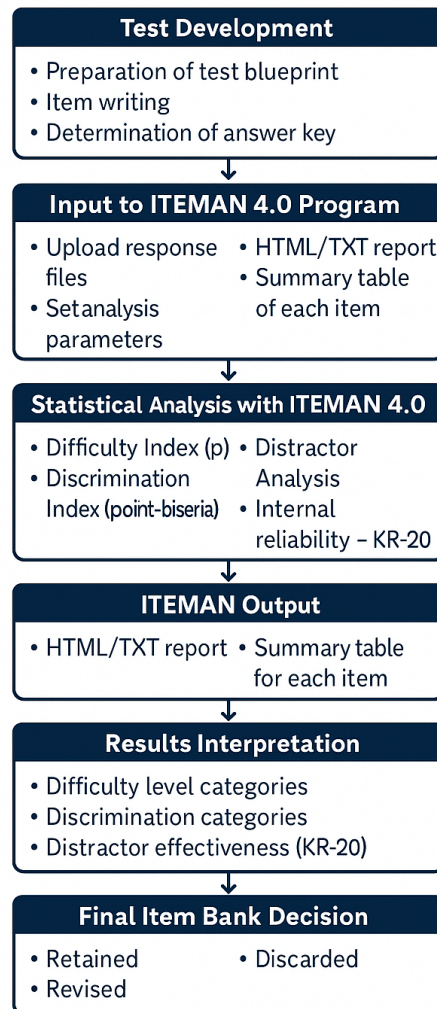 Test Development
• Preparation of test blueprint
• Item writing
• Determination of answer key
Input to ITEMAN 4.0 Program
• Upload response
files
• Setanalysis
parameters
• HTML/TXT report
• Summary table
of each item
Statistical Analysis with ITEMAN 4.0
• Difficulty Index (p)
• Discrimination
Index (point-biseria)
• Distractor
Analysis
• Internal
reliability – KR-20
ITEMAN Output
• HTML/TXT report
• Summary table
for each item
Results Interpretation
• Difficulty level categories
• Discrimination categories
• Distractor effectiveness (KR-20)
Final Item Bank Decision
• Retained
• Revised
• Discarded